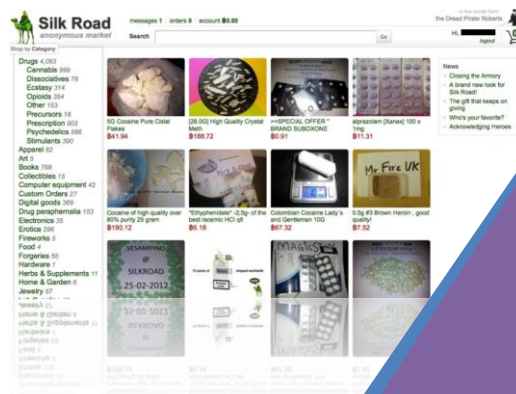 Silk Road
anonymous market
messages 1 | orders 0 | account ฿0.00
Search
Go
a few words from
the Dread Pirate Roberts
Hi,
logout
Shop by Category
Drugs 4,093
Cannabis 999
Dissociatives 78
Ecstasy 314
Opioids 354
Other 153
Precursors 18
Prescription 903
Psychedelics 586
Stimulants 390
Apparel 62
Art 5
Books 769
Collectibles 15
Computer equipment 42
Custom Orders 27
Digital goods 369
Drug paraphernalia 153
Electronics 35
Erotica 296
Fireworks 5
Food 4
Forgeries 55
Hardware 1
Herbs & Supplements 11
Home & Garden 6
Jewelry 57
5G Cocaine Pure Cristal
Flakes
฿41.94
[28.0G] High Quality Crystal
Meth
฿168.72
>>SPECIAL OFFER *
BRAND SUBOXONE
฿0.91
alprazolam [Xanax] 100 x
1mg
฿11.31
Cocaine of high quality over
80% purity 25 gram
฿190.12
"Ethylphenidate" -2,5g- of the
best racemic HCl qlt
฿6.18
Colombian Cocaine Lady´s
and Gentleman 10G
฿67.32
Mr Fire UK
0.5g #3 Brown Heroin , good
quality!
฿7.52
SESAMPING
@
SILKROAD
25-02-2012
News
Closing the Armory
A brand new look for
Silk Road!
The gift that keeps on
giving
Who's your favorite?
Acknowledging Heroes